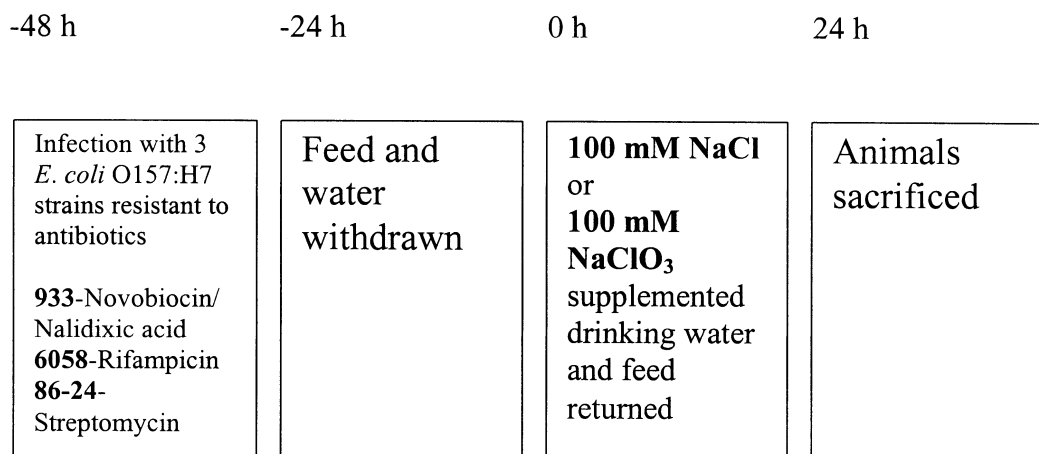 -48 h
-24 h
0 h
24 h
Infection with 3
E. coli O157:H7
strains resistant to
antibiotics
933-Novobiocin/
Nalidixic acid
6058-Rifampicin
86-24-
Streptomycin
Feed and
water
withdrawn
100 mM NaCl
or
100 mM
NaClO₃
supplemented
drinking water
and feed
returned
Animals
sacrificed